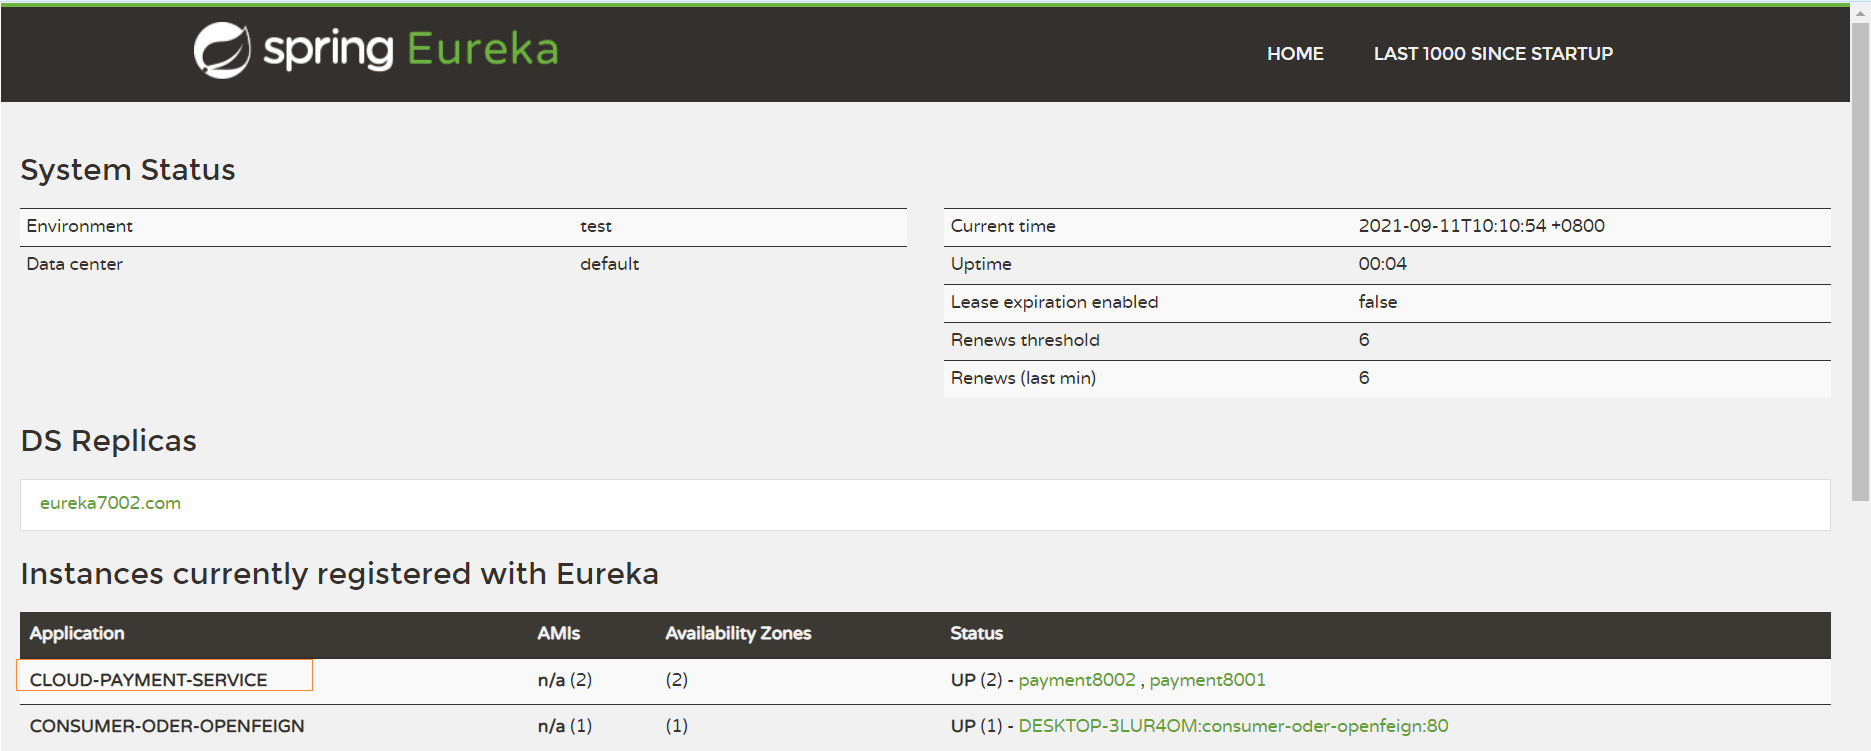 spring Eureka HOME LAST 1000 SINCE STARTUP
System Status
Environment test
Data center default
Current time 2021-09-11T10:10:54 +0800
Uptime 00:04
Lease expiration enabled false
Renews threshold 6
Renews (last min) 6
DS Replicas
eureka7002.com
Instances currently registered with Eureka
Application AMIs Availability Zones Status
CLOUD-PAYMENT-SERVICE n/a (2) (2) UP (2) - payment8002 , payment8001
CONSUMER-ODER-OPENFEIGN n/a (1) (1) UP (1) - DESKTOP-3LUR4OM:consumer-oder-openfeign:80